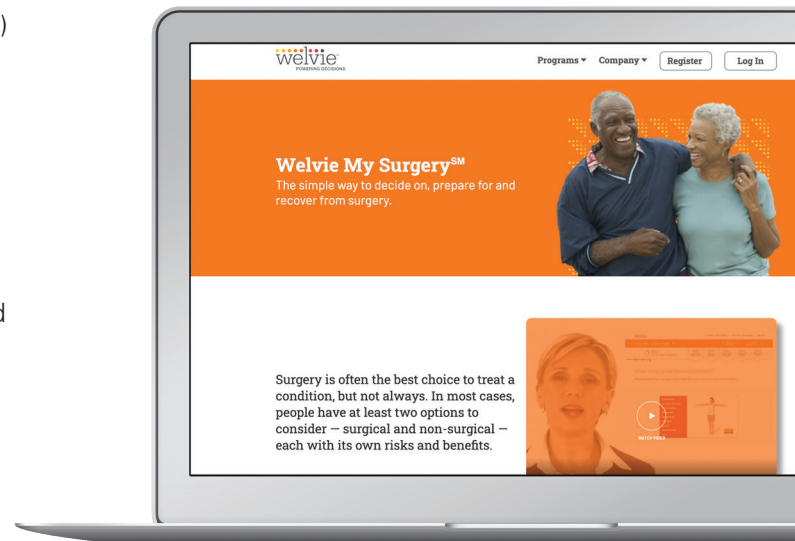 )
d
welvie
POWERING DECISIONS
Programs Company Register Log In
Welvie My Surgery℠
The simple way to decide on, prepare for and
recover from surgery.
Surgery is often the best choice to treat a
condition, but not always. In most cases,
people have at least two options to
consider — surgical and non-surgical —
each with its own risks and benefits.
WATCH VIDEO